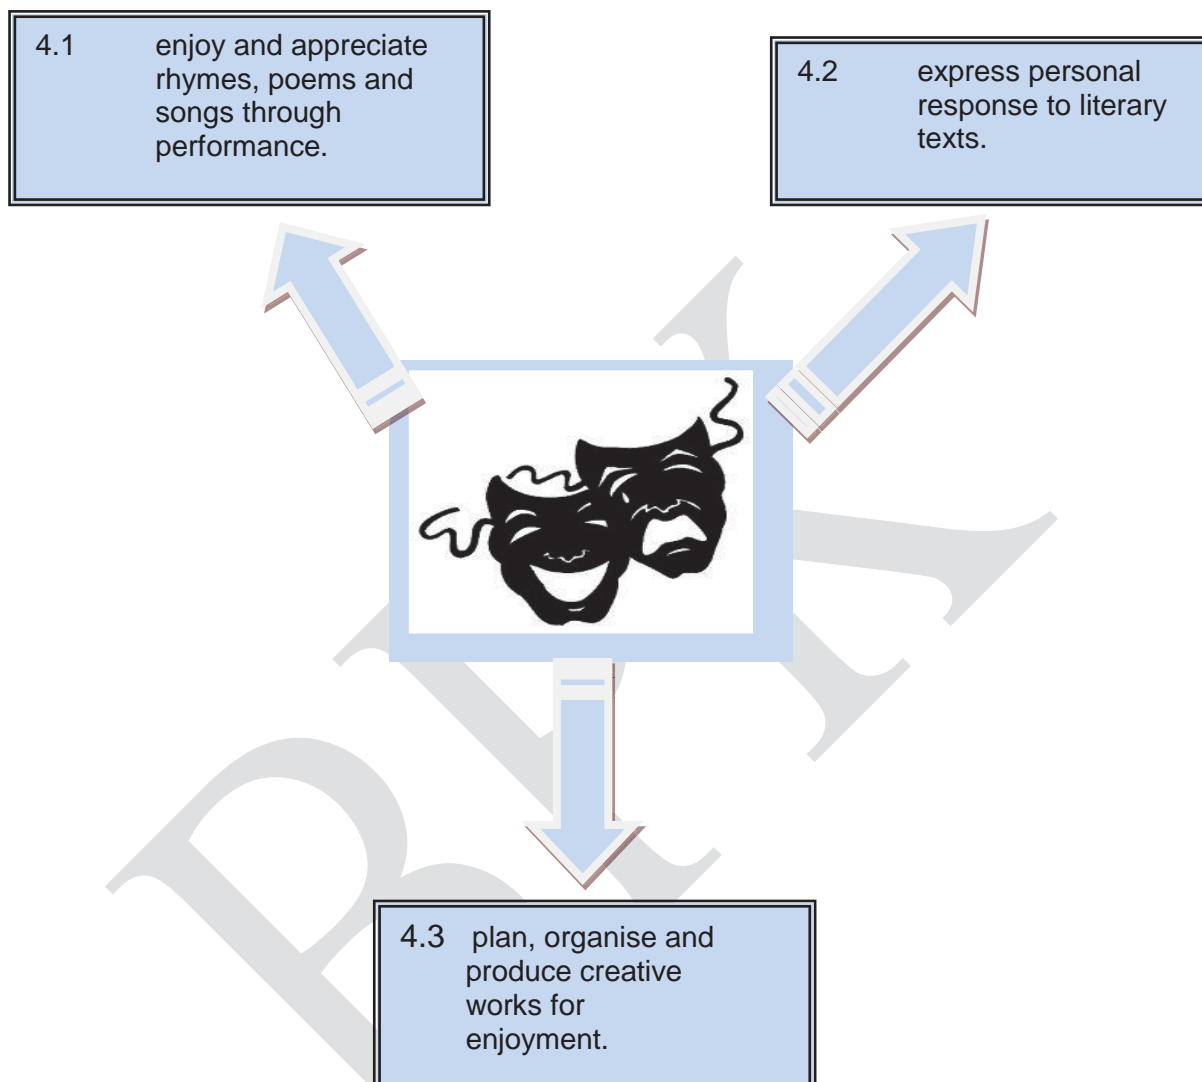 4.1 enjoy and appreciate
rhymes, poems and
songs through
performance.
4.2 express personal
response to literary
texts.
4.3 plan, organise and
produce creative
works for
enjoyment.